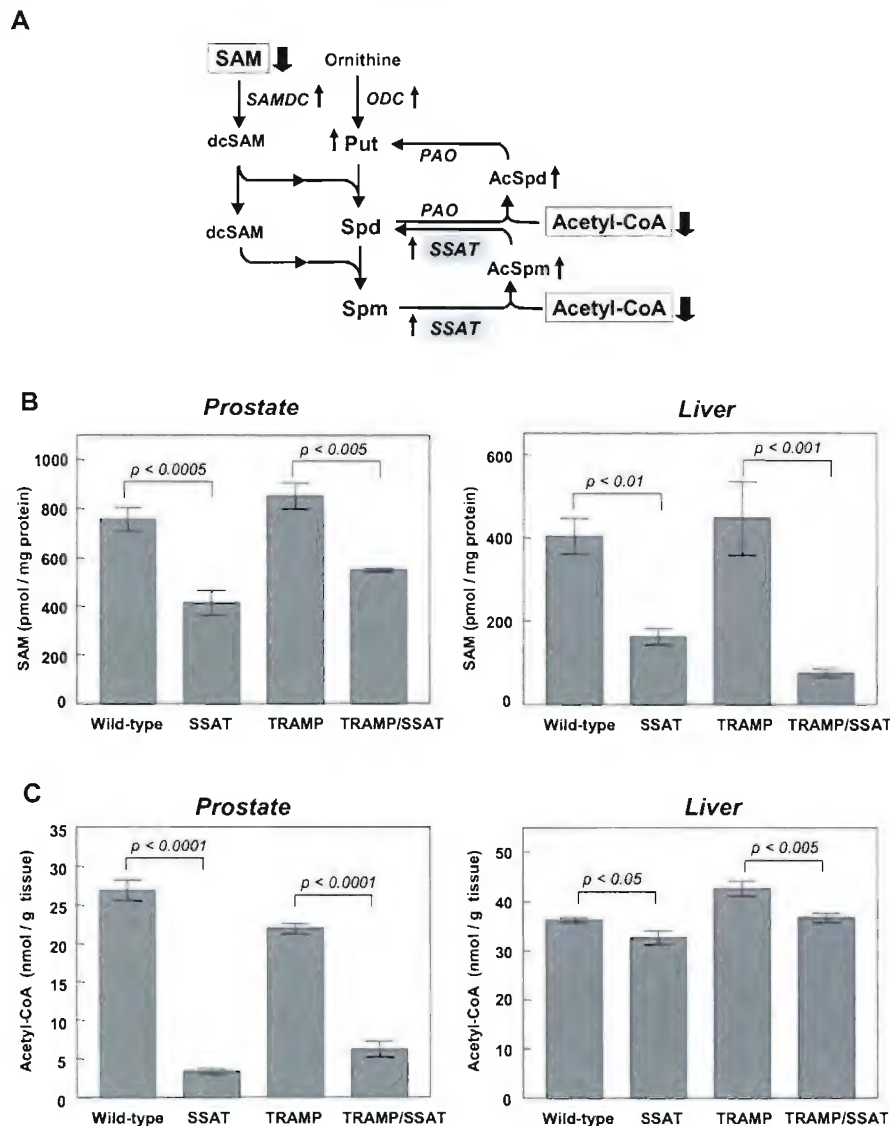 A
SAM Ornithine
SAMDC ODC
dcSAM Put
PAO
AcSpd
dcSAM Spd PAO Acetyl-CoA
SSAT
AcSpm
Spm Acetyl-CoA
SSAT
B
Prostate
SAM (pmol / mg protein)
1000
800
600
400
200
0
p < 0.0005
p < 0.005
Wild-type SSAT TRAMP TRAMP/SSAT
Liver
SAM (pmol / mg protein)
600
400
200
0
p < 0.01
p < 0.001
Wild-type SSAT TRAMP TRAMP/SSAT
C
Prostate
Acetyl-CoA (nmol / g tissue)
35
30
25
20
15
10
5
0
p < 0.0001
p < 0.0001
Wild-type SSAT TRAMP TRAMP/SSAT
Liver
Acetyl-CoA (nmol / g tissue)
50
40
30
20
10
0
p < 0.05
p < 0.005
Wild-type SSAT TRAMP TRAMP/SSAT